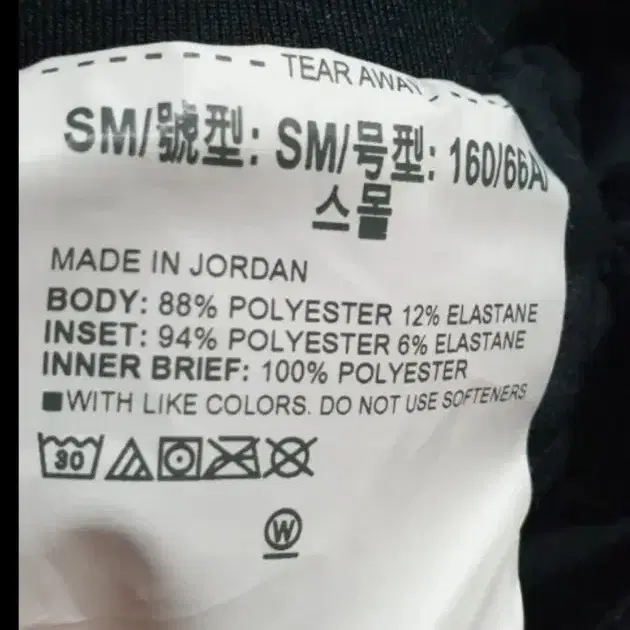 TEAR AWAY
SM/號型: SM/号型: 160/66A/
스몰
MADE IN JORDAN
BODY: 88% POLYESTER 12% ELASTANE
INSET: 94% POLYESTER 6% ELASTANE
INNER BRIEF: 100% POLYESTER
■WITH LIKE COLORS. DO NOT USE SOFTENERS
30
W